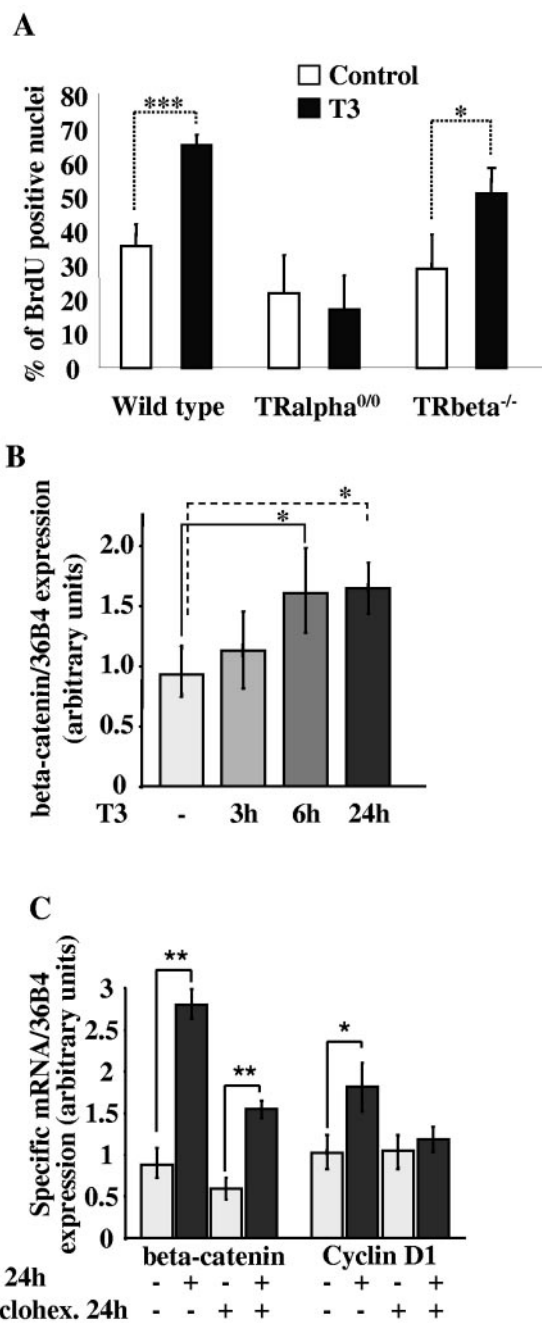 A
Control
T3
% of BrdU positive nuclei
80
70
60
50
40
30
20
10
0
***
*
Wild type TRalpha0/0 TRbeta-/-
B
beta-catenin/36B4 expression
(arbitrary units)
2.0
1.5
1.0
0.5
0
*
*
T3 - 3h 6h 24h
C
Specific mRNA/36B4
expression (arbitrary units)
3
2.5
2
1.5
1
0.5
0
**
**
*
beta-catenin Cyclin D1
24h - + - + - + - +
clohex. 24h - - + + - - + +